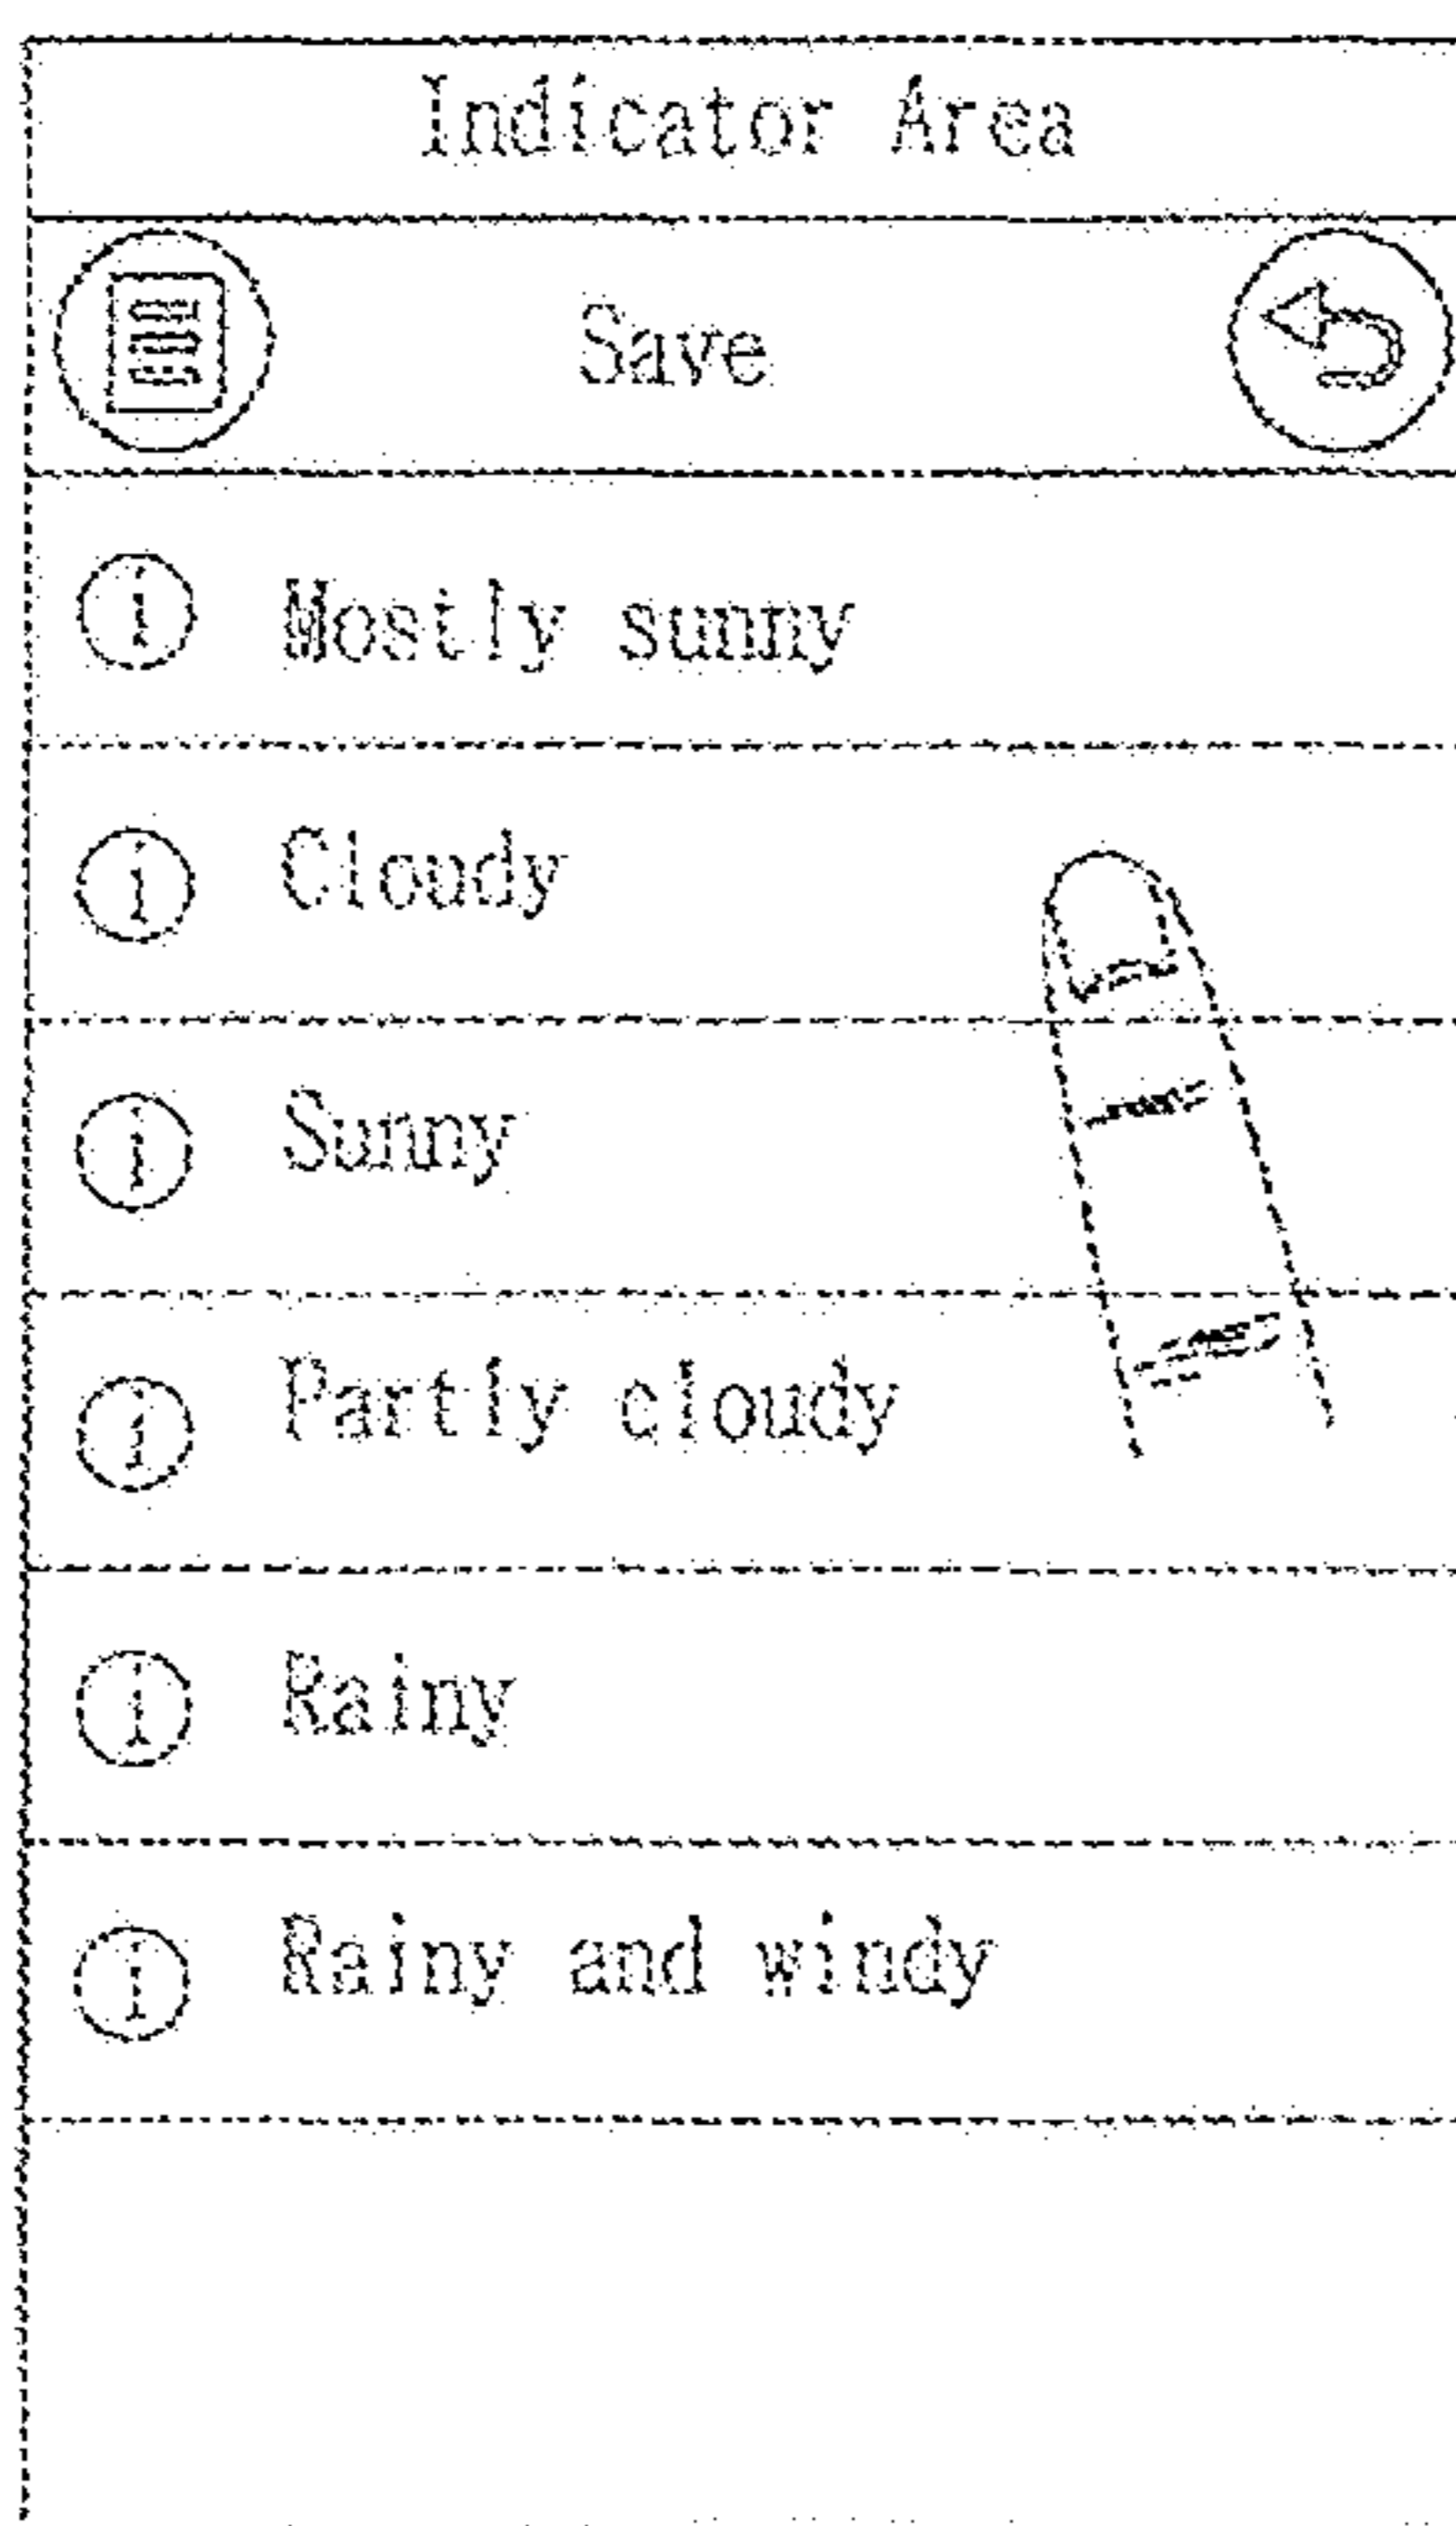 Indicator Area
Save
i Mostly sunny
i Cloudy
i Sunny
i Partly cloudy
i Rainy
i Rainy and windy